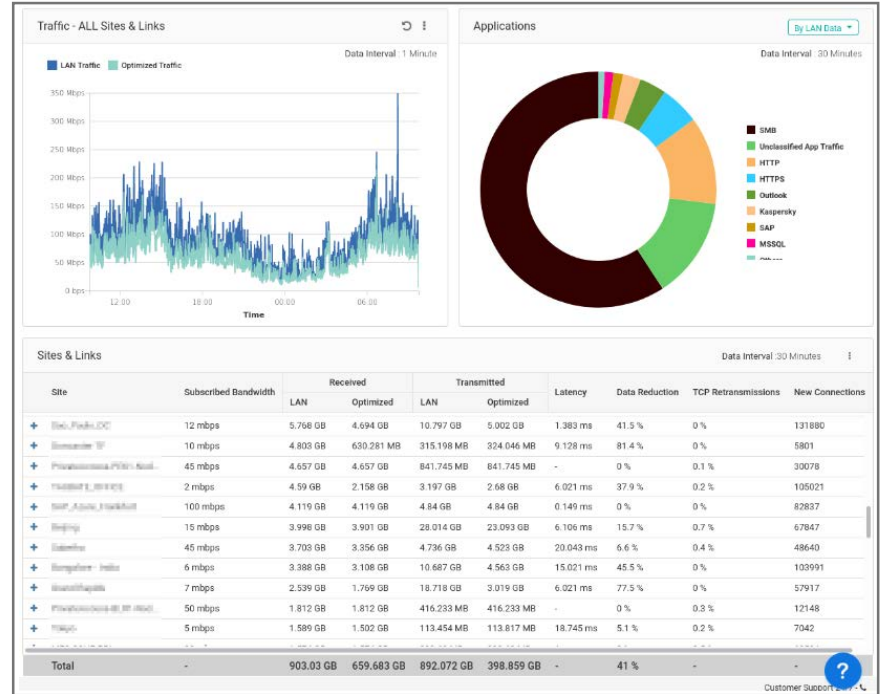 Traffic - ALL Sites & Links
Data Interval : 1 Minute
LAN Traffic Optimized Traffic
350 Mbps
300 Mbps
250 Mbps
200 Mbps
150 Mbps
100 Mbps
50 Mbps
0 bps
12:00 18:00 00:00 06:00
Time
Applications
By LAN Data
Data Interval : 30 Minutes
SMB
Unclassified App Traffic
HTTP
HTTPS
Outlook
Kaspersky
SAP
MSSQL
Others
Sites & Links
Data Interval :30 Minutes
Site Subscribed Bandwidth Received Transmitted Latency Data Reduction TCP Retransmissions New Connections
LAN Optimized LAN Optimized
+ 12 mbps 5.768 GB 4.694 GB 10.797 GB 5.002 GB 1.383 ms 41.5 % 0 % 131880
+ 10 mbps 4.803 GB 630.281 MB 315.198 MB 324.046 MB 9.128 ms 81.4 % 0 % 5801
+ 45 mbps 4.657 GB 4.657 GB 841.745 MB 841.745 MB - 0 % 0.1 % 30078
+ 2 mbps 4.59 GB 2.158 GB 3.197 GB 2.68 GB 6.021 ms 37.9 % 0.2 % 105021
+ 100 mbps 4.119 GB 4.119 GB 4.84 GB 4.84 GB 0.149 ms 0 % 0 % 82837
+ 15 mbps 3.998 GB 3.901 GB 28.014 GB 23.093 GB 6.106 ms 15.7 % 0.7 % 67847
+ 45 mbps 3.703 GB 3.356 GB 4.736 GB 4.523 GB 20.043 ms 6.6 % 0.4 % 48640
+ 6 mbps 3.388 GB 3.108 GB 10.687 GB 4.563 GB 15.021 ms 45.5 % 0 % 103991
+ 7 mbps 2.539 GB 1.769 GB 18.718 GB 3.019 GB 6.021 ms 77.5 % 0 % 57917
+ 50 mbps 1.812 GB 1.812 GB 416.233 MB 416.233 MB - 0 % 0.3 % 12148
+ 5 mbps 1.589 GB 1.502 GB 113.454 MB 113.817 MB 18.745 ms 5.1 % 0.2 % 7042
Total - 903.03 GB 659.683 GB 892.072 GB 398.859 GB - 41 % - -
?
Customer Support